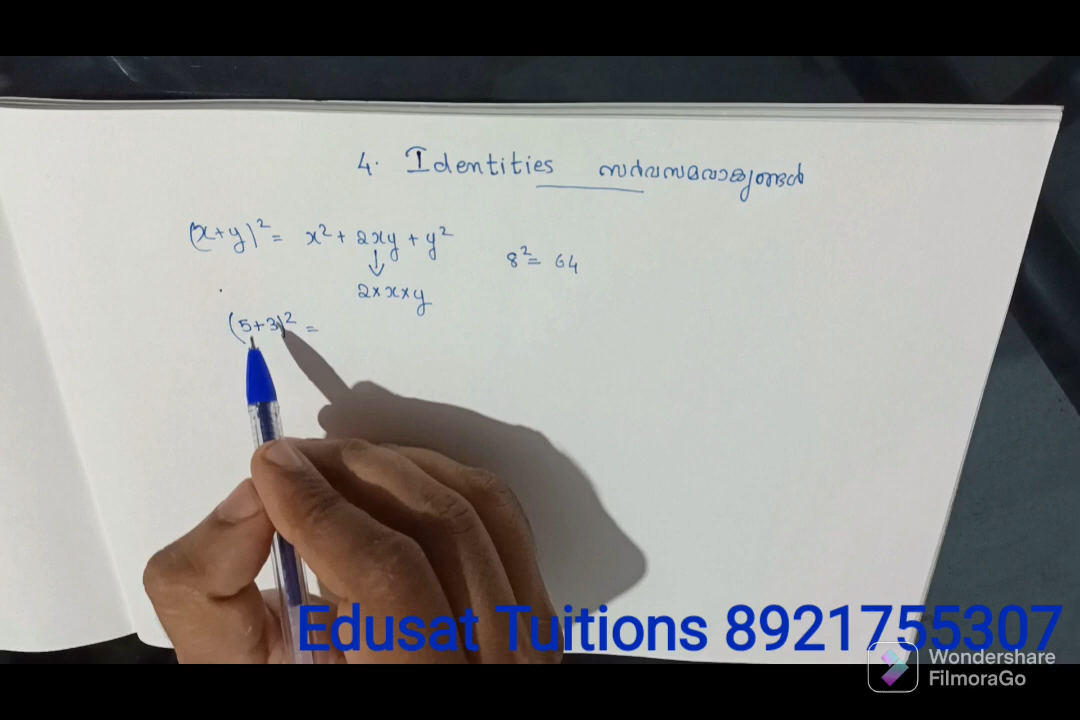 4. Identities സർവസമവാക്യങ്ങൾ
(x+y)² = x² + 2xy + y²
8² = 64
↓
2×x×y
(5+3)² =
Edusat Tuitions 8921755307
Wondershare
FilmoraGo